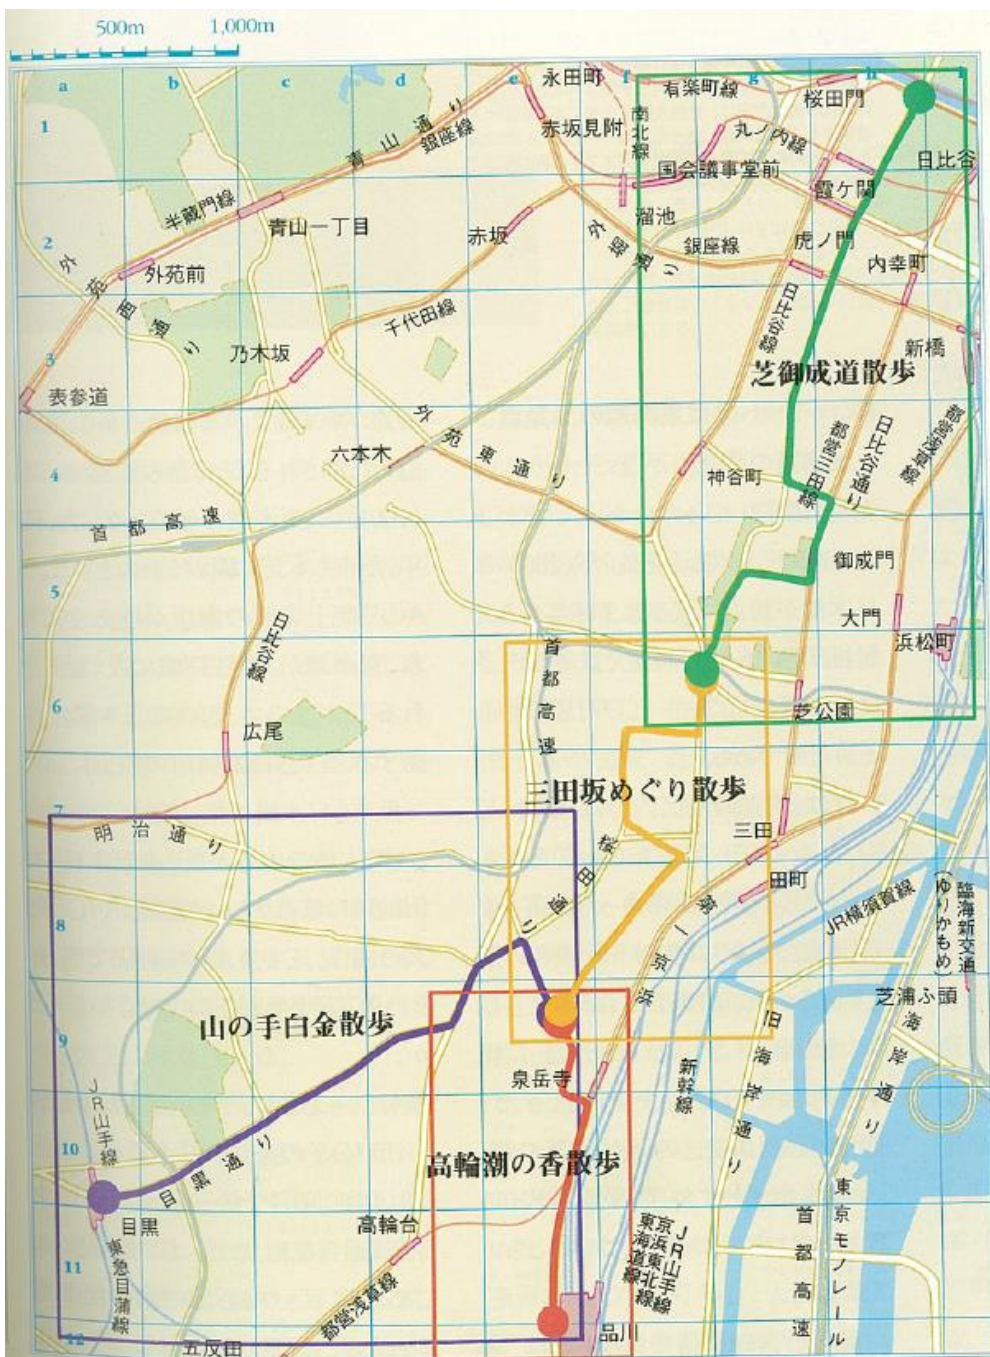 500m 1,000m
a b c d e f g h i
永田町
有楽町線
桜田門
1
青山通り
銀座線
赤坂見附
南北線
丸ノ内線
日比谷
国会議事堂前
霞ケ関
半蔵門線
青山一丁目
溜池
2
赤坂
外堀通り
銀座線
虎ノ門
内幸町
外苑前
外苑西通り
千代田線
日比谷線
3
乃木坂
新橋
芝御成道散歩
表参道
外苑東通り
都営三田線
日比谷通り
都営浅草線
4
六本木
神谷町
首都高速
5
御成門
大門
浜松町
日比谷線
首都高速
6
芝公園
広尾
三田坂めぐり散歩
7
明治通り
三田
桜田通り
田町
8
第一京浜
JR横須賀線
臨海新交通
(ゆりかもめ)
芝浦ふ頭
山の手白金散歩
9
旧海岸通り
海岸通り
泉岳寺
新幹線
JR山手線
10
高輪潮の香散歩
目黒通り
目黒
高輪台
JR山手線
京浜東北線
東海道線
首都高速
東京モノレール
11
東急目蒲線
都営浅草線
品川
12
五反田